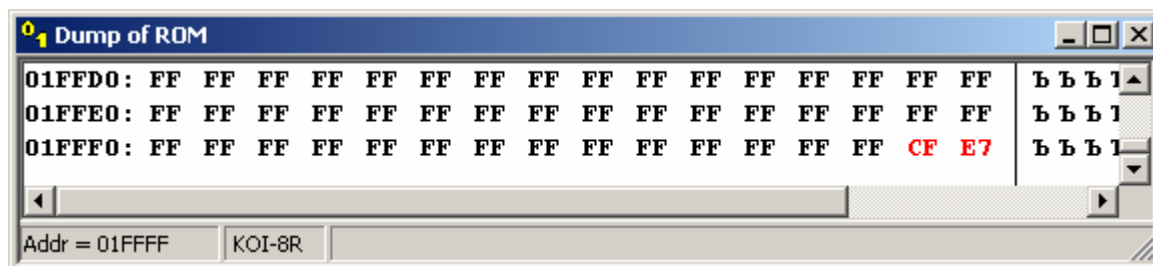 Dump of ROM
01FFD0: FF FF FF FF FF FF FF FF FF FF FF FF FF FF FF FF Ъ Ъ Ъ Ъ
01FFE0: FF FF FF FF FF FF FF FF FF FF FF FF FF FF FF FF Ъ Ъ Ъ Ъ
01FFF0: FF FF FF FF FF FF FF FF FF FF FF FF FF FF CF E7 Ъ Ъ Ъ Ъ
Addr = 01FFFF KOI-8R